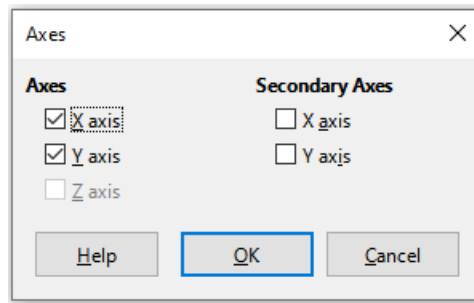 Axes
Axes Secondary Axes
X axis X axis
Y axis Y axis
Z axis
Help OK Cancel